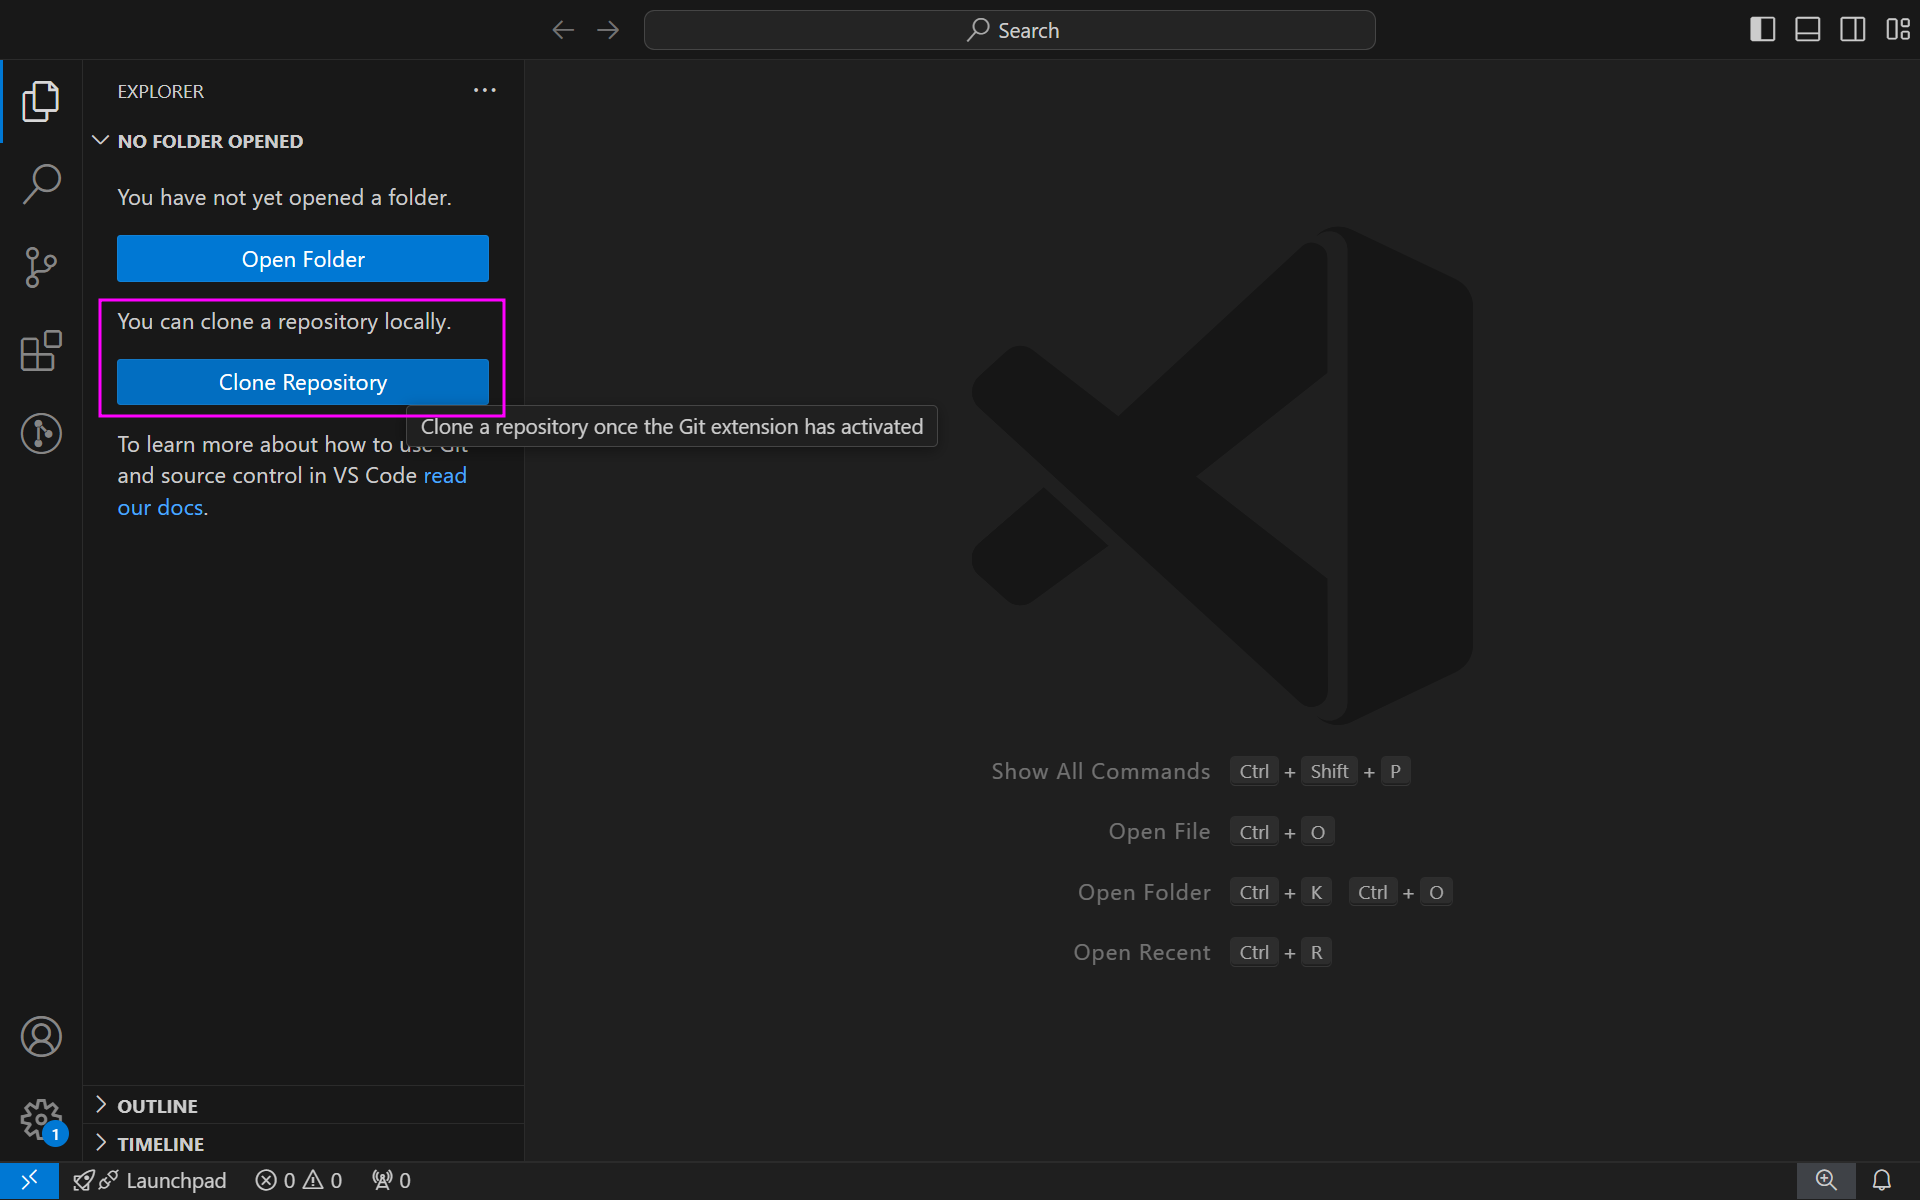 Search
EXPLORER
NO FOLDER OPENED
You have not yet opened a folder.
Open Folder
You can clone a repository locally.
Clone Repository
Clone a repository once the Git extension has activated
To learn more about how to use Git
and source control in VS Code read
our docs.
Show All Commands Ctrl + Shift + P
Open File Ctrl + O
Open Folder Ctrl + K Ctrl + O
Open Recent Ctrl + R
OUTLINE
1
TIMELINE
Launchpad 0 0 0